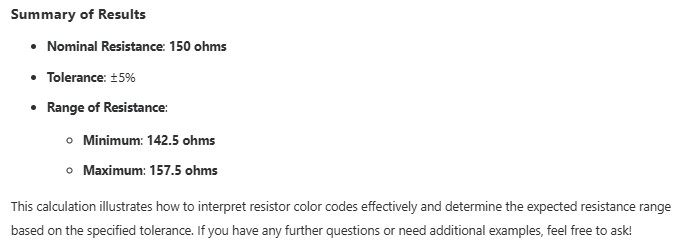 Summary of Results
• Nominal Resistance: 150 ohms
• Tolerance: ±5%
• Range of Resistance:
○ Minimum: 142.5 ohms
○ Maximum: 157.5 ohms
This calculation illustrates how to interpret resistor color codes effectively and determine the expected resistance range
based on the specified tolerance. If you have any further questions or need additional examples, feel free to ask!